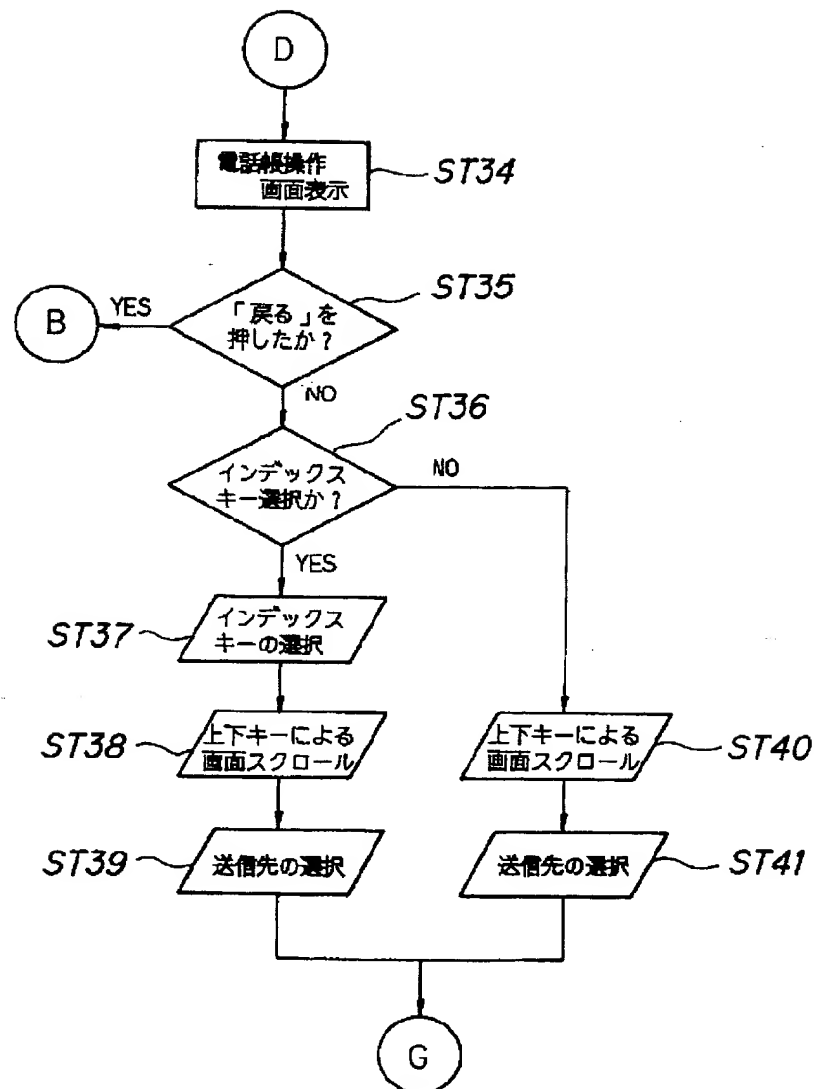 D
電話帳操作
画面表示
ST34
「戻る」を
押したか？
ST35
YES
B
NO
ST36
インデックス
キー選択か？
NO
YES
インデックス
キーの選択
ST37
上下キーによる
画面スクロール
ST38
上下キーによる
画面スクロール
ST40
送信先の選択
ST39
送信先の選択
ST41
G